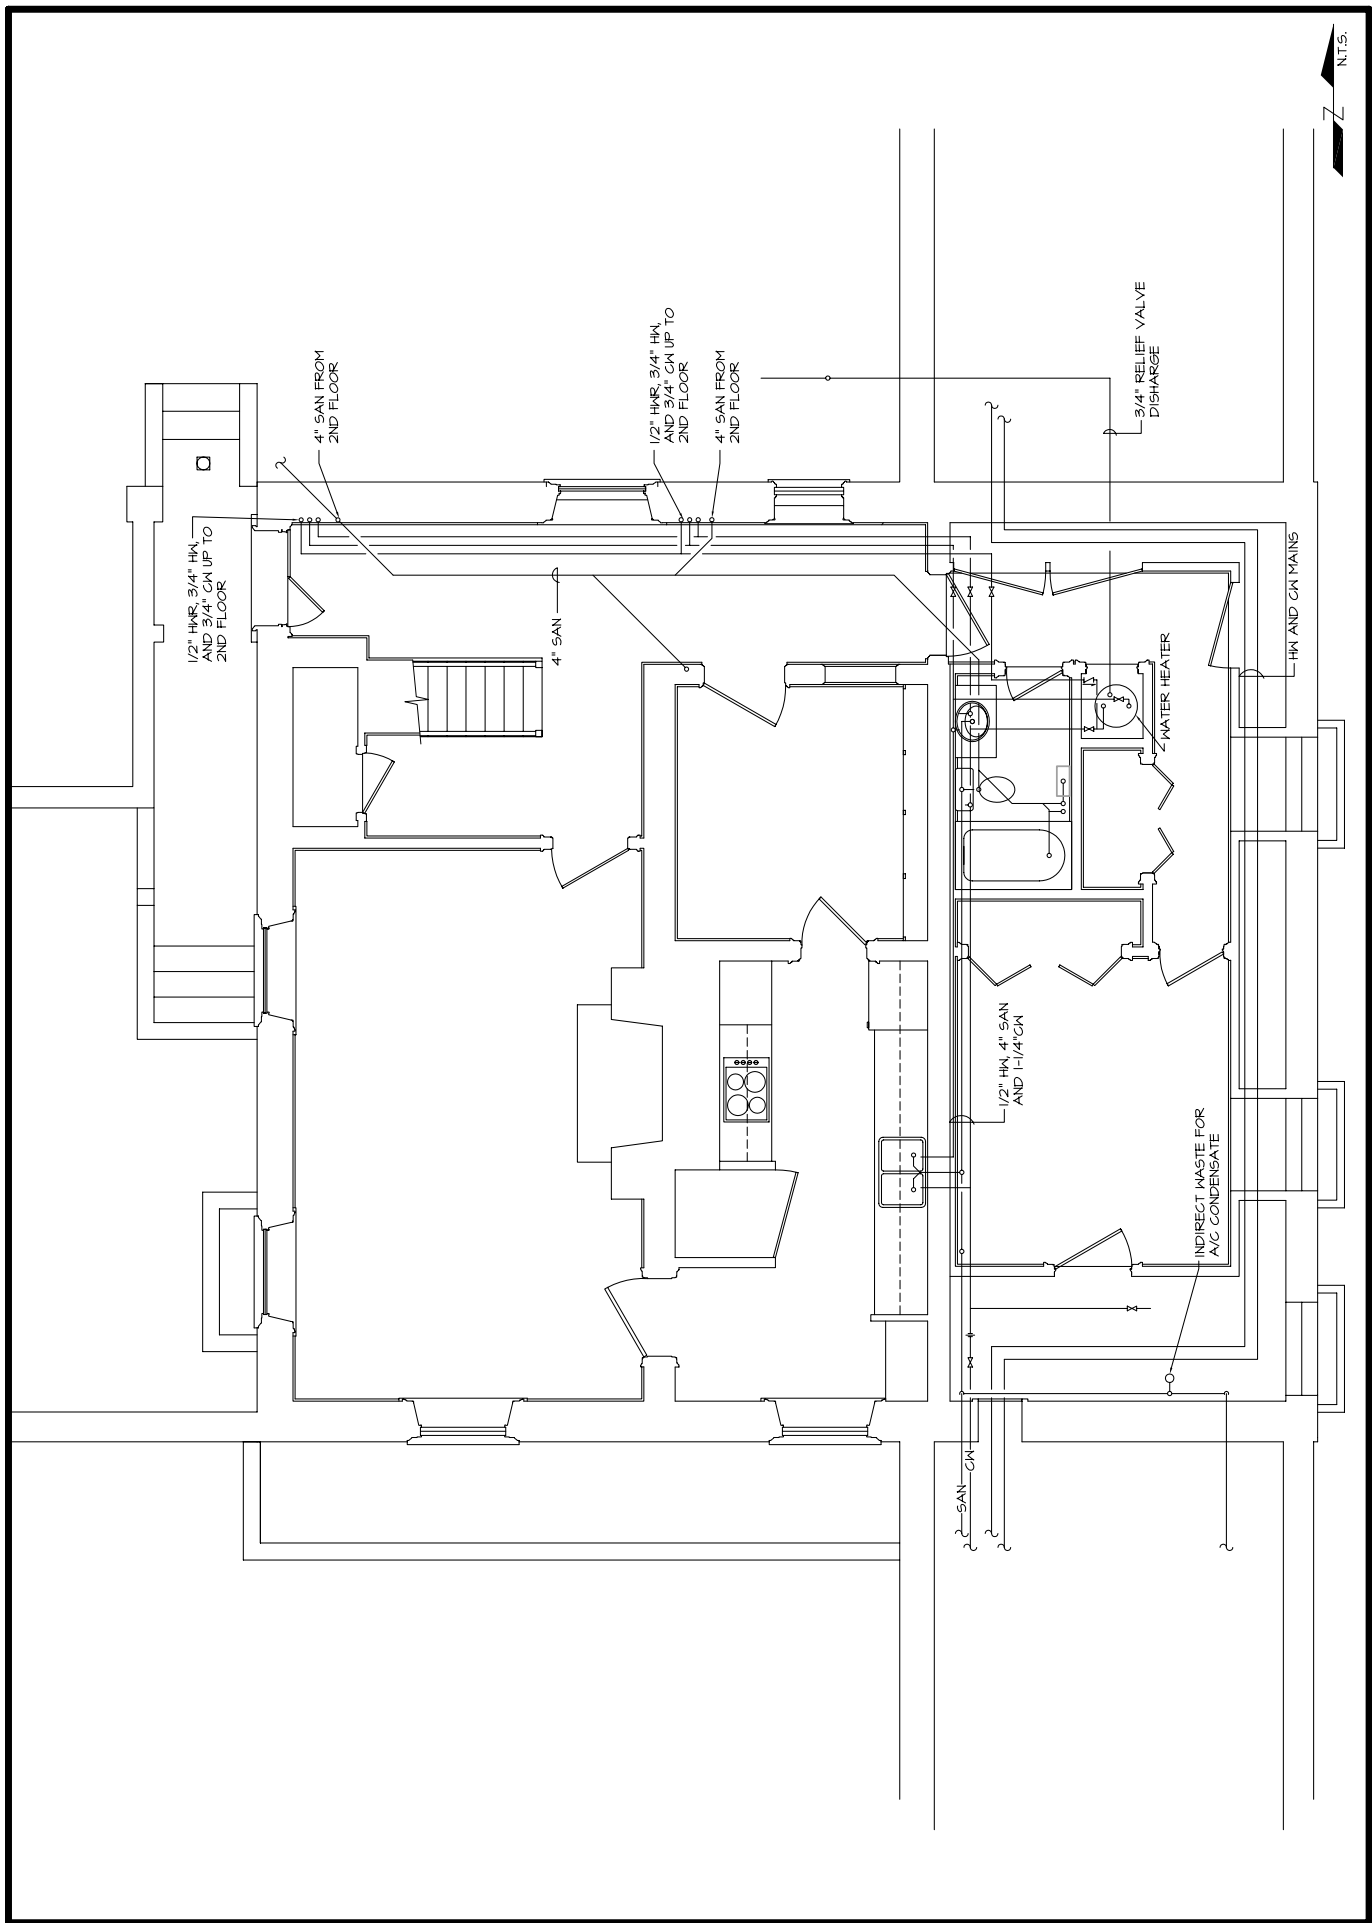 N.T.S.
Z
4" SAN FROM
2ND FLOOR
1/2" HWR, 3/4" HW,
AND 3/4" CW UP TO
2ND FLOOR
4" SAN FROM
2ND FLOOR
3/4" RELIEF VALVE
DISHARGE
1/2" HWR, 3/4" HW,
AND 3/4" CW UP TO
2ND FLOOR
4" SAN
HW AND CW MAINS
WATER HEATER
1/2" HW, 4" SAN
AND 1-1/4"CW
INDIRECT WASTE FOR
A/C CONDENSATE
SAN
CW